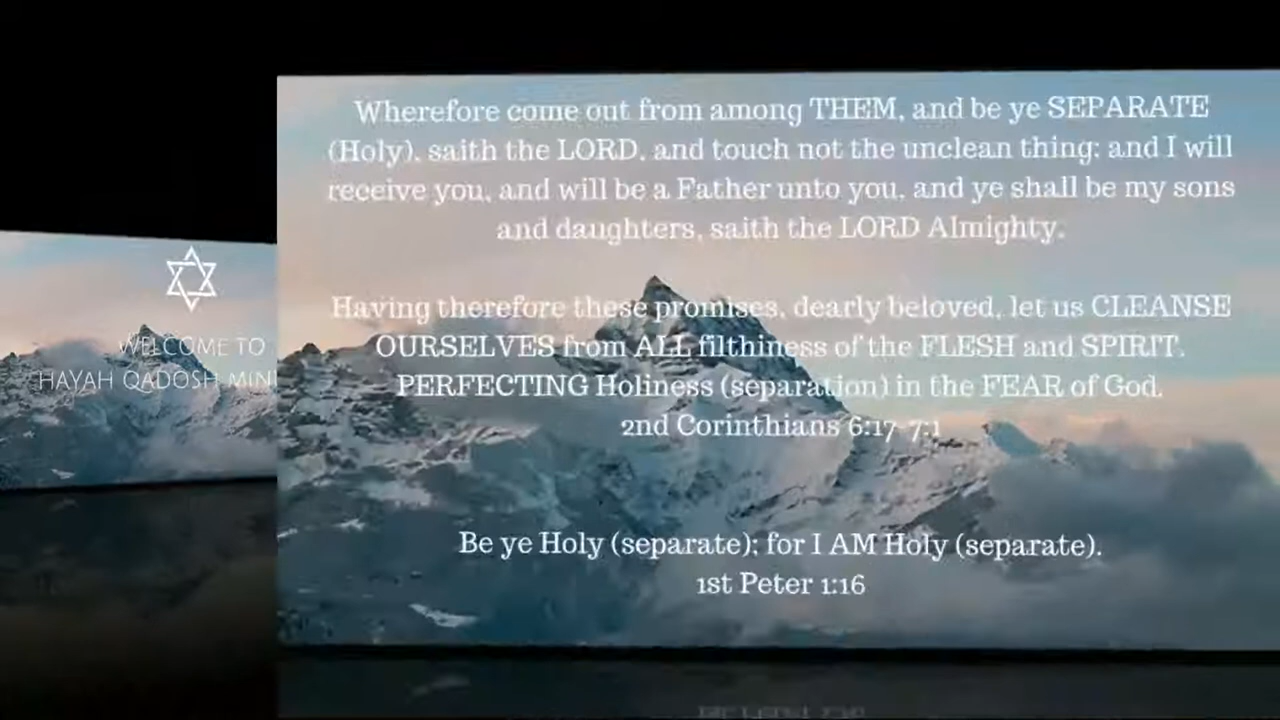 WELCOME TO
HAYAH QADOSH
Wherefore come out from among THEM, and be ye SEPARATE
(Holy), saith the LORD, and touch not the unclean thing; and I will
receive you, and will be a Father unto you, and ye shall be my sons
and daughters, saith the LORD Almighty.
Having therefore these promises, dearly beloved, let us CLEANSE
OURSELVES from ALL filthiness of the FLESH and SPIRIT,
PERFECTING Holiness (separation) in the FEAR of God.
2nd Corinthians 6:17-7:1
Be ye Holy (separate); for I AM Holy (separate).
1st Peter 1:16